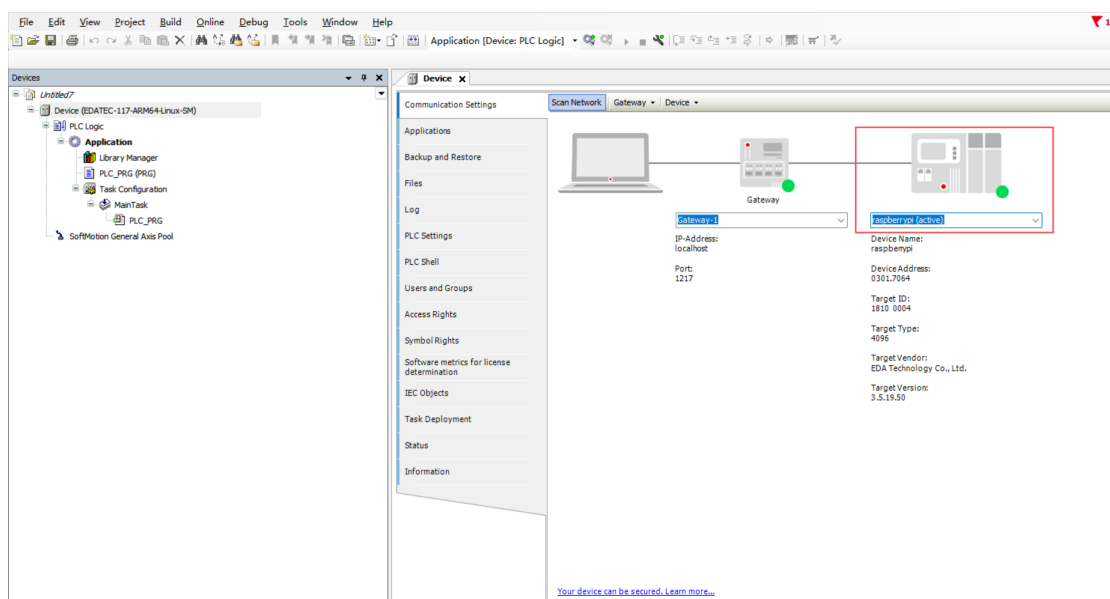 File Edit View Project Build Online Debug Tools Window Help
1
Application [Device: PLC Logic]
Devices
Untitled7
Device (EDATEC-117-ARM64-Linux-SM)
PLC Logic
Application
Library Manager
PLC_PRG (PRG)
Task Configuration
MainTask
PLC_PRG
SoftMotion General Axis Pool
Device
Communication Settings
Applications
Backup and Restore
Files
Log
PLC Settings
PLC Shell
Users and Groups
Access Rights
Symbol Rights
Software metrics for license
determination
IEC Objects
Task Deployment
Status
Information
Scan Network Gateway Device
Gateway
Gateway-1
IP-Address:
localhost
Port:
1217
raspberrypi (active)
Device Name:
raspberrypi
Device Address:
0301.7064
Target ID:
1810 0004
Target Type:
4096
Target Vendor:
EDA Technology Co., Ltd.
Target Version:
3.5.19.50
Your device can be secured. Learn more...